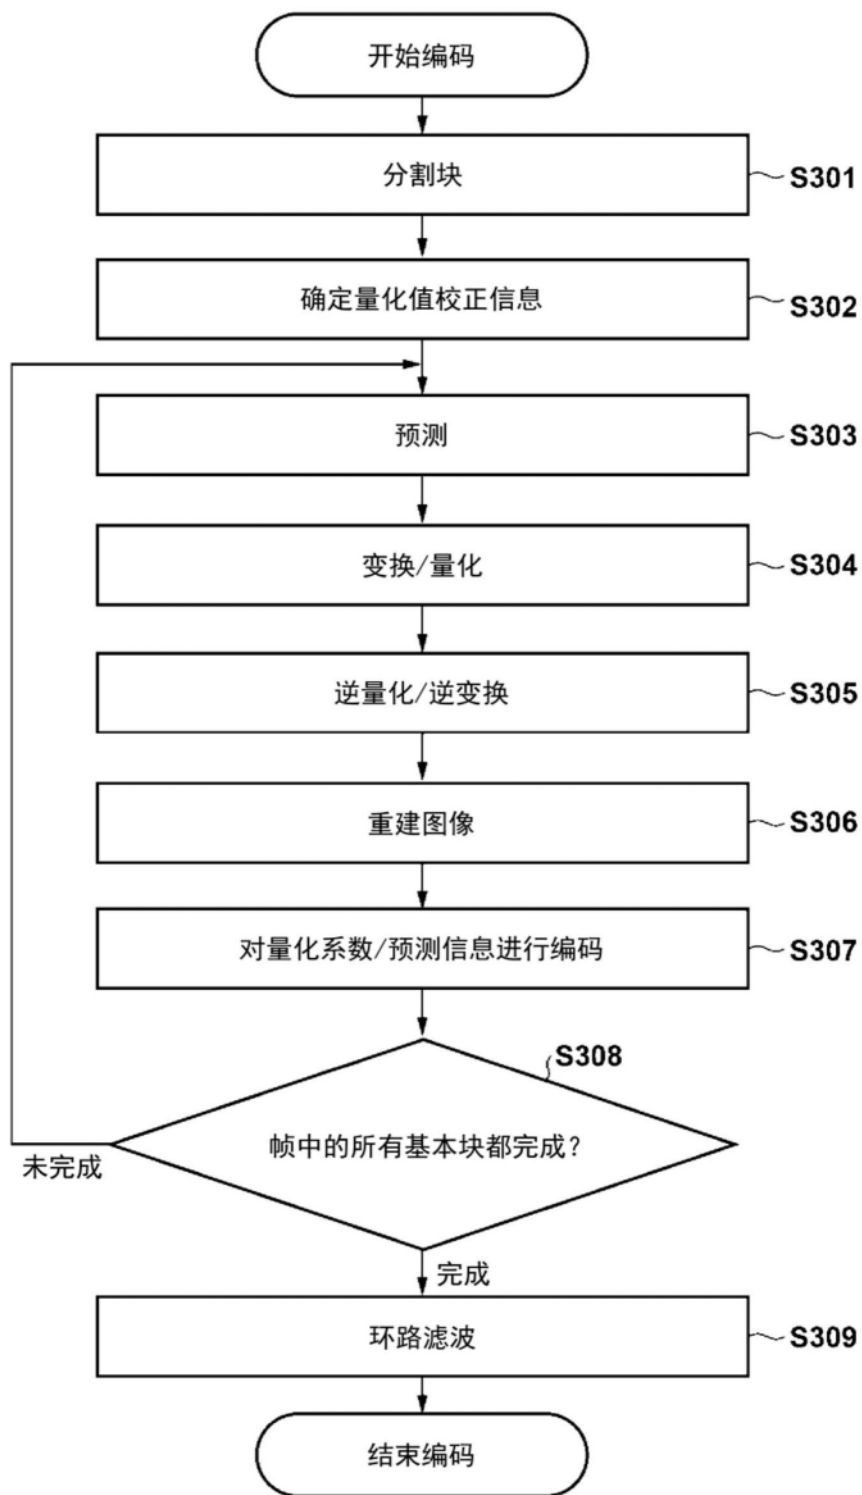 开始编码
分割块
S301
确定量化值校正信息
S302
预测
S303
变换/量化
S304
逆量化/逆变换
S305
重建图像
S306
对量化系数/预测信息进行编码
S307
S308
帧中的所有基本块都完成?
未完成
完成
环路滤波
S309
结束编码